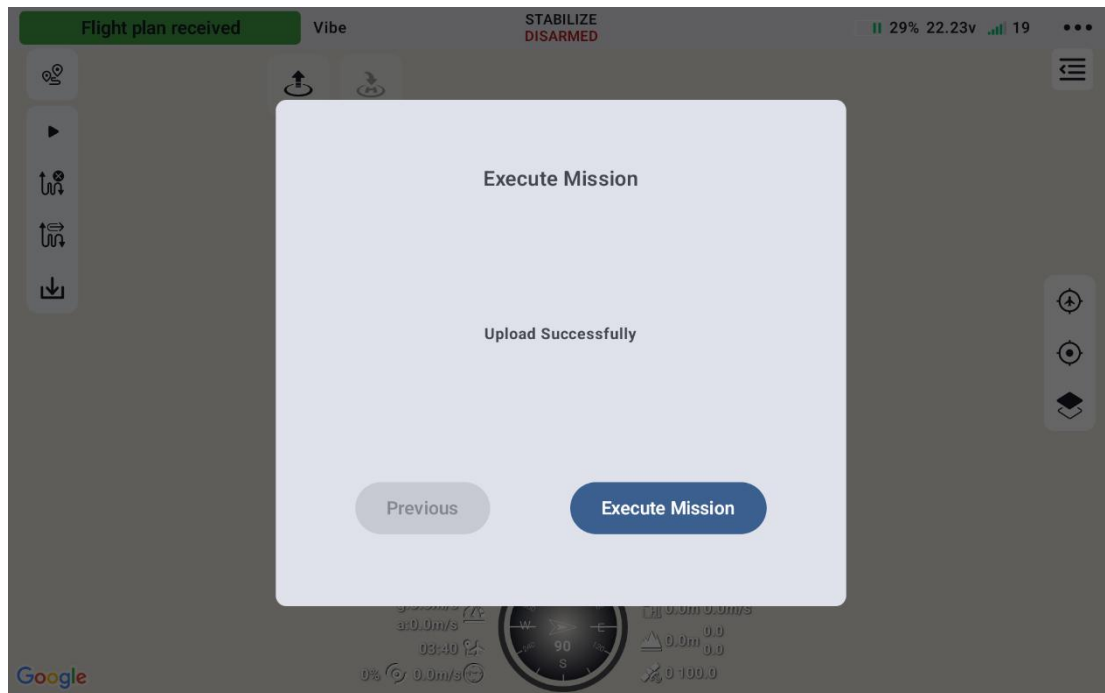 Flight plan received
Vibe
STABILIZE
DISARMED
29% 22.23v 19
Execute Mission
Upload Successfully
Previous
Execute Mission
a:0.0m/s
W
E
90
S
03:40
0.0m
0.0
0.0
0% 0.0m/s
0 100.0
Google